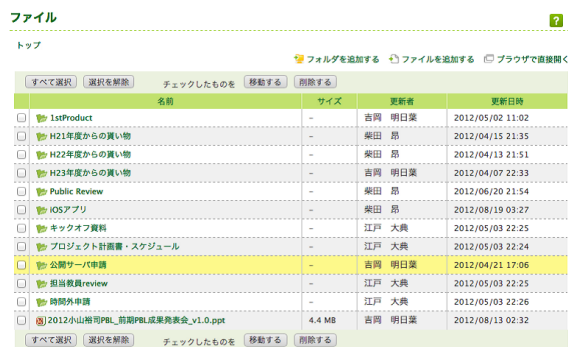 ファイル
?
トップ
フォルダを追加する ファイルを追加する ブラウザで直接開く
すべて選択 選択を解除 チェックしたものを 移動する 削除する
名前 サイズ 更新者 更新日時
1stProduct – 吉岡 明日葉 2012/05/02 11:02
H21年度からの貰い物 – 柴田 昂 2012/04/15 21:35
H22年度からの貰い物 – 柴田 昂 2012/04/13 21:51
H23年度からの貰い物 – 吉岡 明日葉 2012/04/07 22:33
Public Review – 柴田 昂 2012/06/20 21:54
iOSアプリ – 柴田 昂 2012/08/19 03:27
キックオフ資料 – 江戸 大典 2012/05/03 22:25
プロジェクト計画書・スケジュール – 江戸 大典 2012/05/03 22:24
公開サーバ申請 – 吉岡 明日葉 2012/04/21 17:06
担当教員review – 江戸 大典 2012/05/03 22:25
時間外申請 – 江戸 大典 2012/05/03 22:26
2012小山裕司PBL_前期PBL成果発表会_v1.0.ppt 4.4 MB 吉岡 明日葉 2012/08/13 02:32
すべて選択 選択を解除 チェックしたものを 移動する 削除する